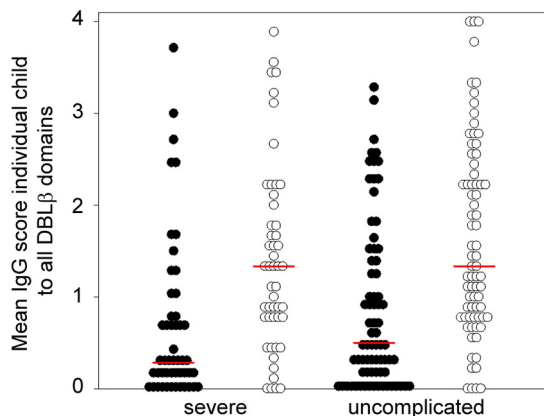 Mean IgG score individual child
to all DBLβ domains
4
3
2
1
0
severe
uncomplicated